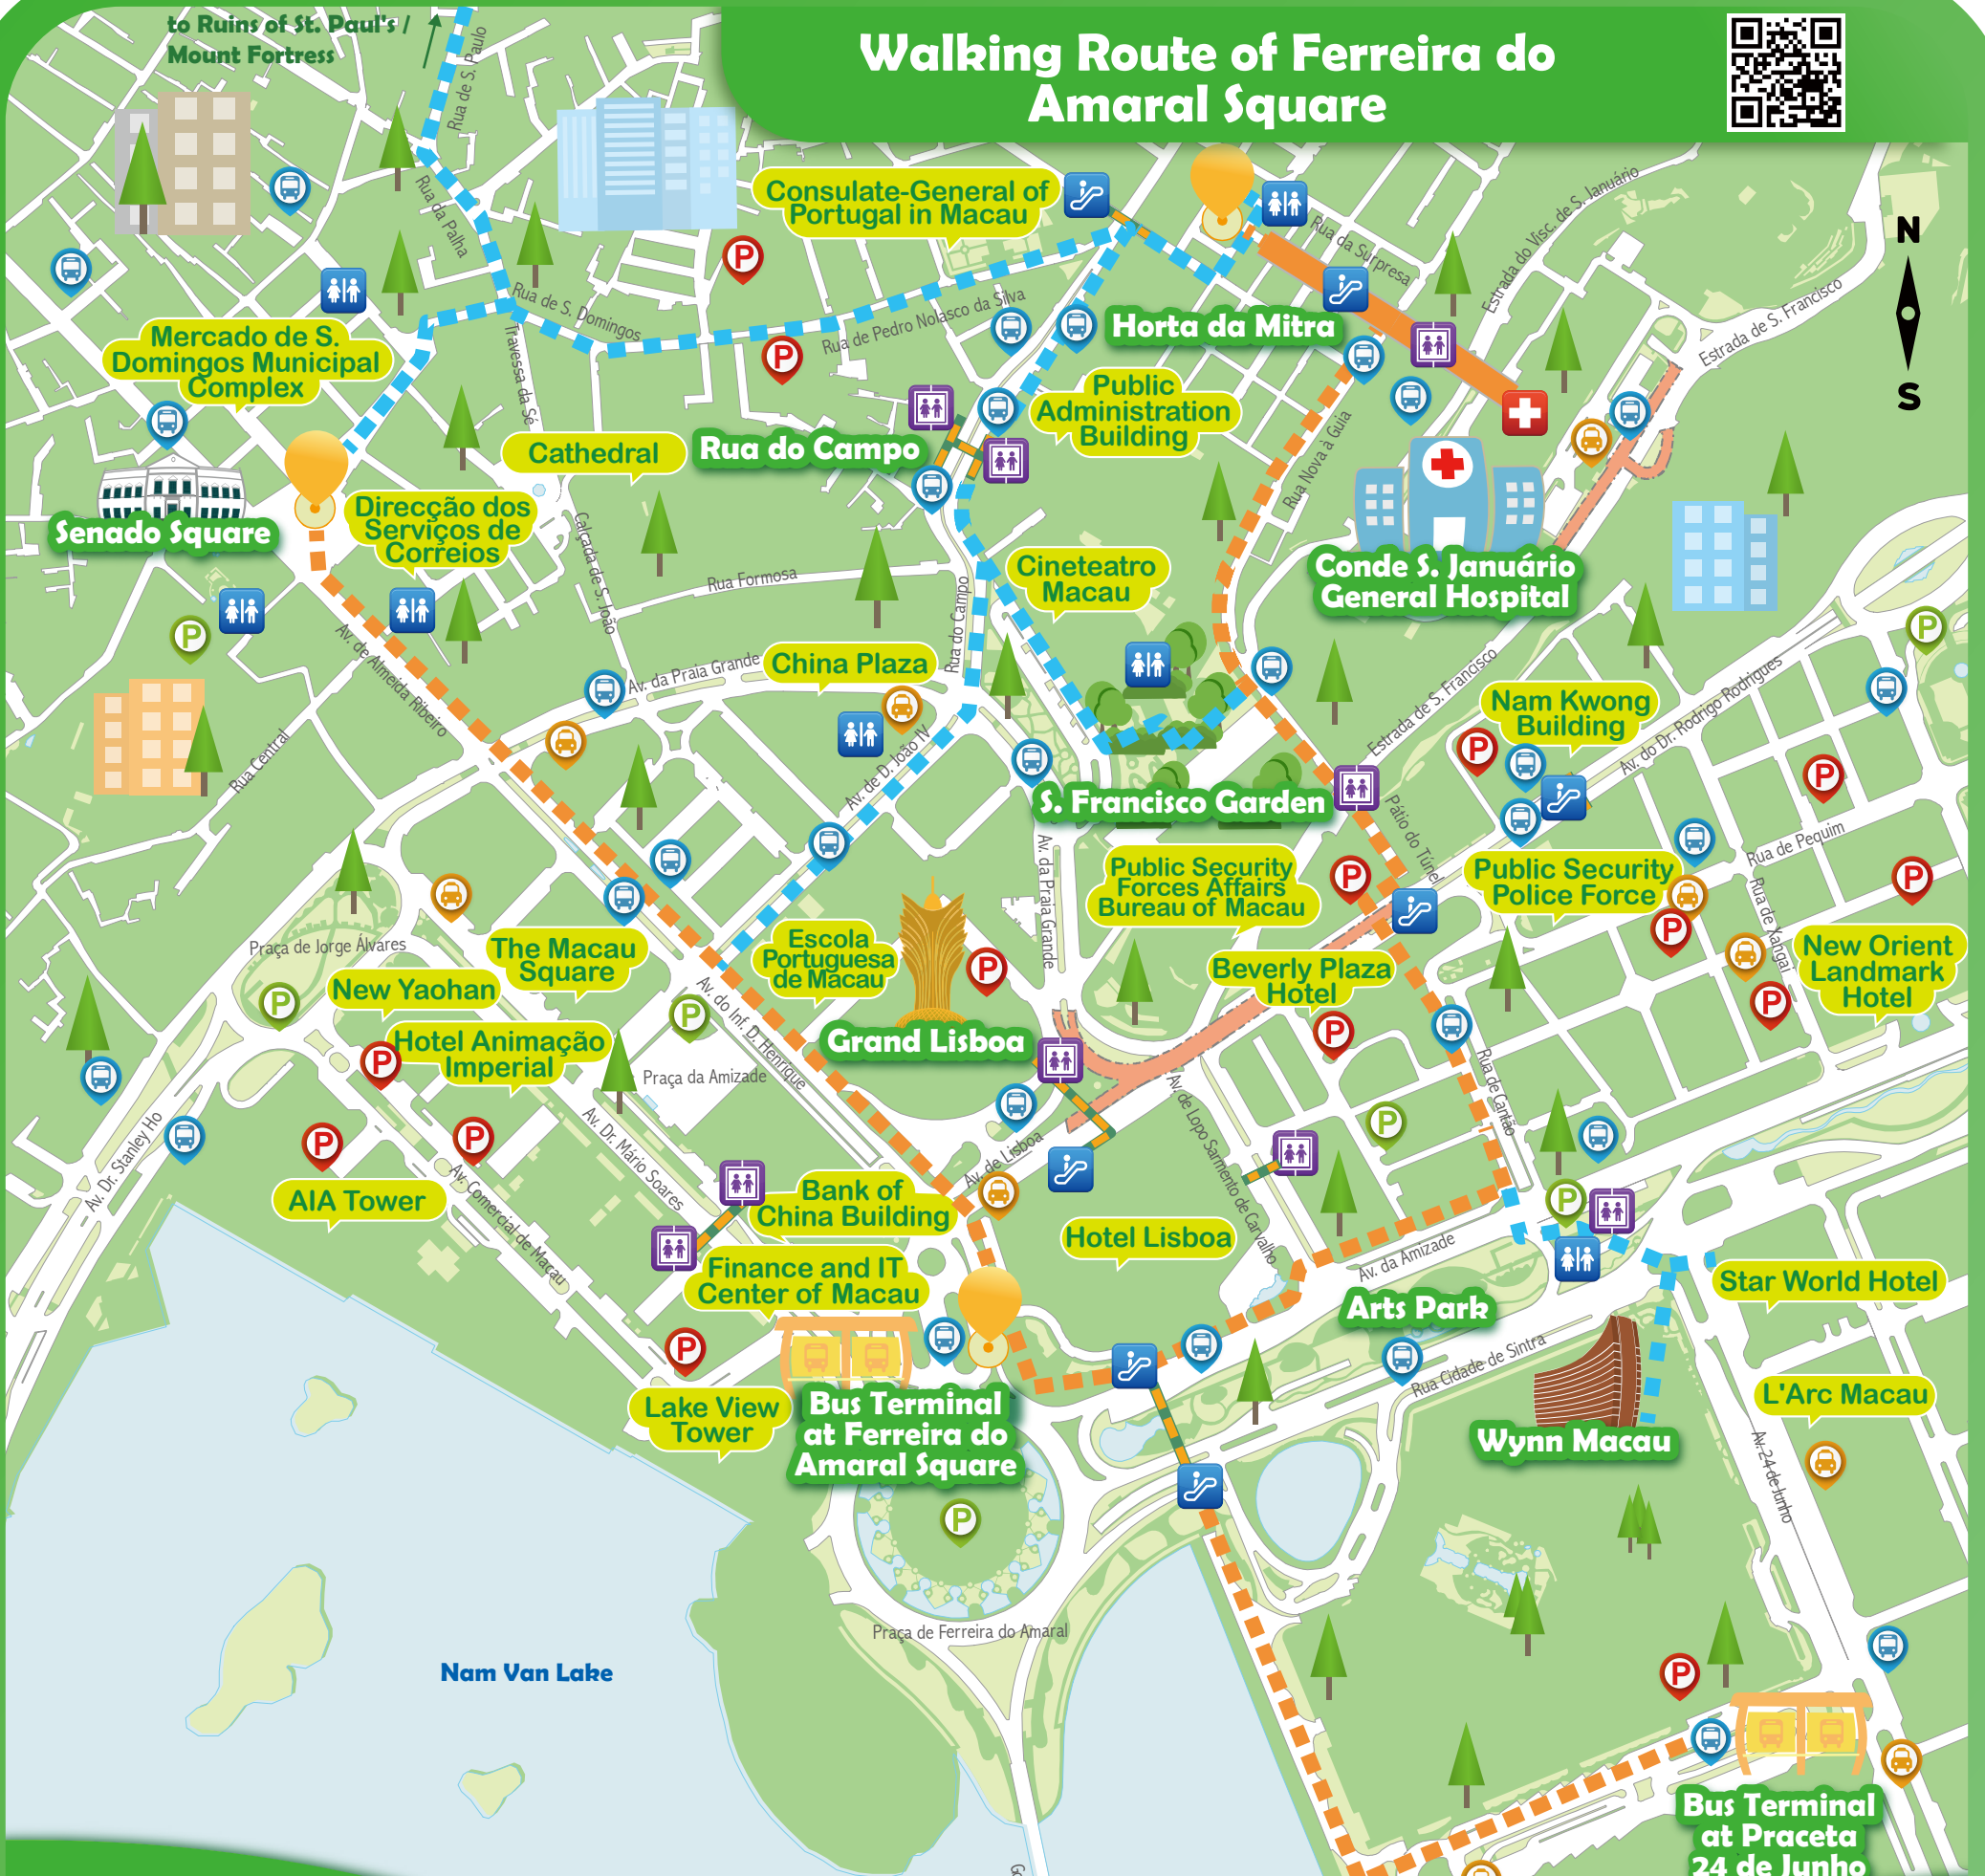 to Ruins of St. Paul's /
Mount Fortress
Walking Route of Ferreira do
Amaral Square
Rua de S. Paulo
Rua da Palha
Consulate-General of
Portugal in Macau
Rua da Surpresa
Estrada do Visc. de S. Januário
Estrada de S. Francisco
N
S
Rua de S. Domingos
Travessa da Sé
Rua de Pedro Nolasco da Silva
Horta da Mitra
Mercado de S.
Domingos Municipal
Complex
Public
Administration
Building
Cathedral
Rua do Campo
Rua Nova à Guia
Senado Square
Direcção dos
Serviços de
Correios
Calçada de S. João
Rua Formosa
Rua do Campo
Cineteatro
Macau
Conde S. Januário
General Hospital
Av. de Almeida Ribeiro
Av. da Praia Grande
China Plaza
Estrada de S. Francisco
Nam Kwong
Building
Av. do Dr. Rodrigo Rodrigues
Rua Central
Av. de D. João IV
S. Francisco Garden
Pátio do Túnel
Av. da Praia Grande
Public Security
Forces Affairs
Bureau of Macau
Public Security
Police Force
Rua de Pequim
Rua de Xangai
Praça de Jorge Álvares
The Macau
Square
Escola
Portuguesa
de Macau
New Yaohan
Beverly Plaza
Hotel
New Orient
Landmark
Hotel
Hotel Animação
Imperial
Av. do Inf. D. Henrique
Grand Lisboa
Praça da Amizade
Av. Dr. Stanley Ho
Av. Dr. Mário Soares
Av. de Lisboa
Av. de Lopo Sarmento de Carvalho
Rua de Cantão
AIA Tower
Av. Comercial de Macau
Bank of
China Building
Hotel Lisboa
Av. da Amizade
Finance and IT
Center of Macau
Star World Hotel
Arts Park
Rua Cidade de Sintra
Lake View
Tower
Bus Terminal
at Ferreira do
Amaral Square
L'Arc Macau
Wynn Macau
Av. 24 de Junho
P
Praça de Ferreira do Amaral
Nam Van Lake
Bus Terminal
at Praceta
24 de Junho